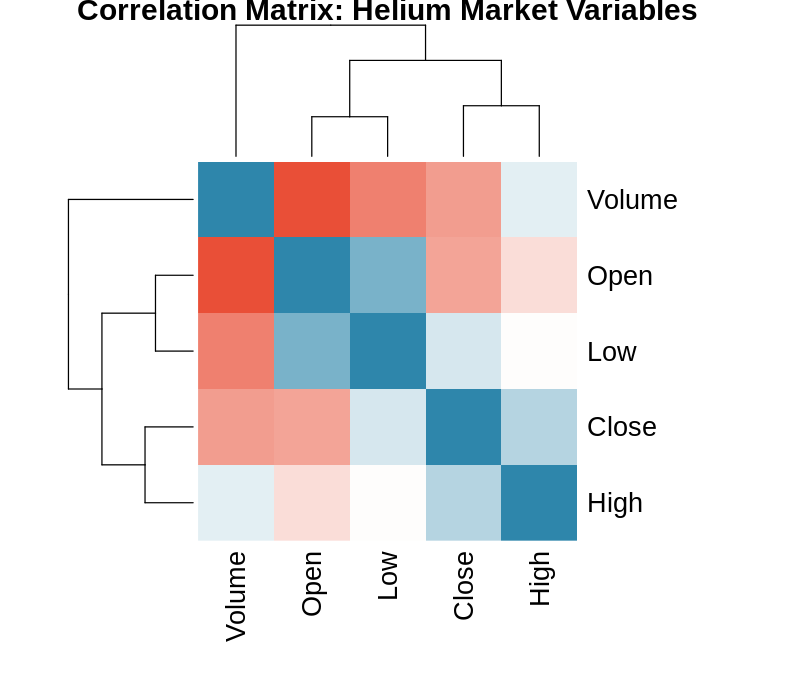 Correlation Matrix: Helium Market Variables
Volume
Open
Low
Close
High
Volume
Open
Low
Close
High